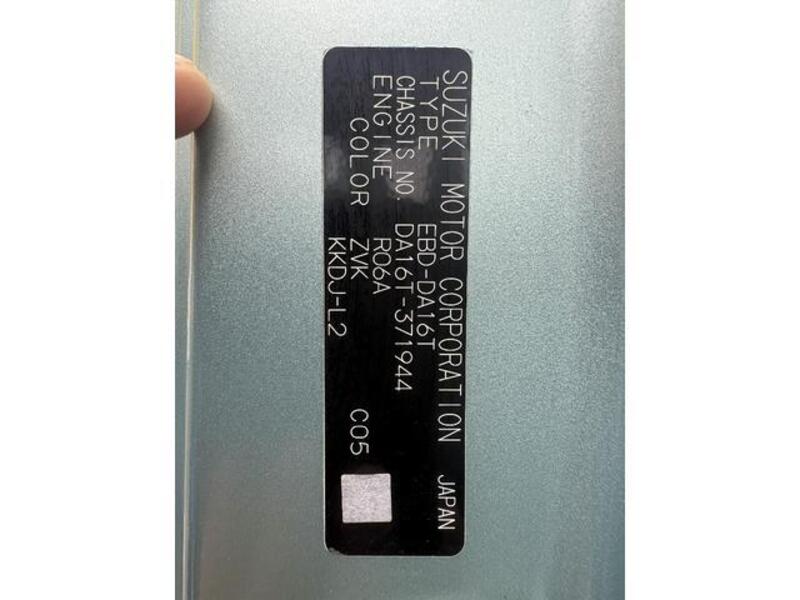 SUZUKI MOTOR CORPORATION JAPAN
TYPE EBD-DA16T
CHASSIS NO. DA16T-371944
ENGINE R06A
COLOR ZVK C05
KKDJ-L2